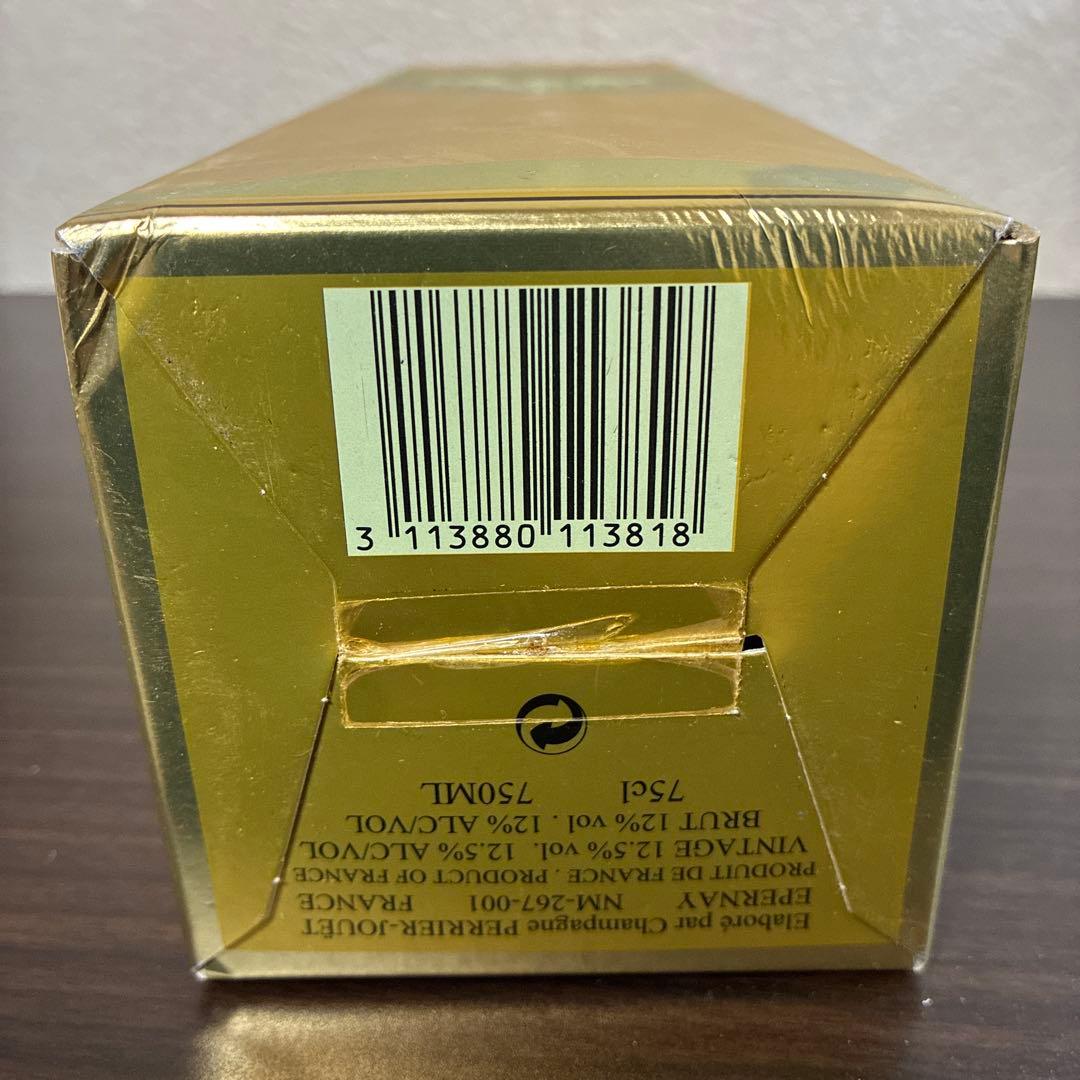 3 113880 113818
Elaboré par Champagne PERRIER-JOUËT
EPERNAY NM-267-001 FRANCE
PRODUIT DE FRANCE . PRODUCT OF FRANCE
VINTAGE 12.5% vol. 12.5% ALC/VOL
BRUT 12% vol . 12% ALC/VOL
75cl 750ML